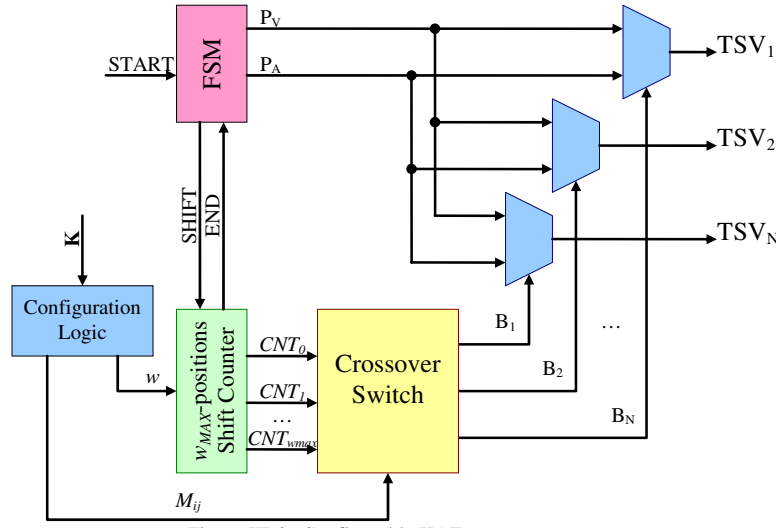 START
FSM
P_V
P_A
TSV_1
TSV_2
TSV_N
SHIFT
END
K
Configuration
Logic
w
w_MAX-positions
Shift Counter
CNT_0
CNT_1
…
CNT_wmax
Crossover
Switch
B_1
B_2
…
B_N
M_ij